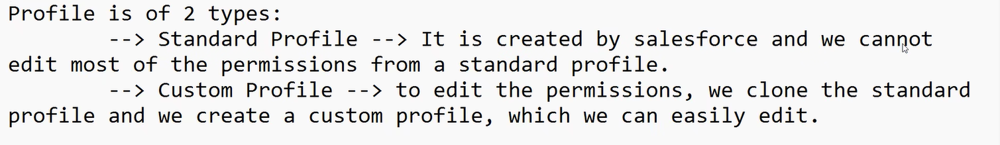 Profile is of 2 types:
--> Standard Profile --> It is created by salesforce and we cannot
edit most of the permissions from a standard profile.
--> Custom Profile --> to edit the permissions, we clone the standard
profile and we create a custom profile, which we can easily edit.